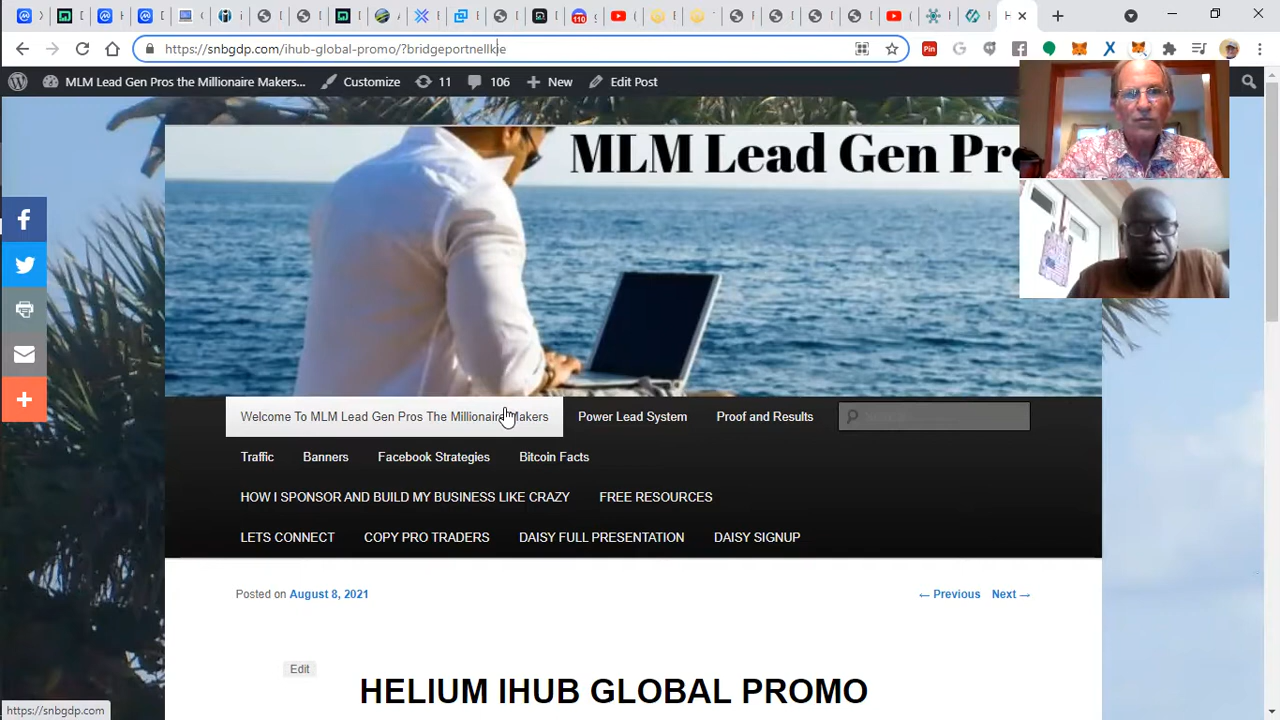 110
https://snbgdp.com/ihub-global-promo/?bridgeportnellkie
MLM Lead Gen Pros the Millionaire Makers... Customize 11 106 New Edit Post
MLM Lead Gen Pro
Welcome To MLM Lead Gen Pros The Millionaire Makers Power Lead System Proof and Results
Traffic Banners Facebook Strategies Bitcoin Facts
HOW I SPONSOR AND BUILD MY BUSINESS LIKE CRAZY FREE RESOURCES
LETS CONNECT COPY PRO TRADERS DAISY FULL PRESENTATION DAISY SIGNUP
Posted on August 8, 2021 ← Previous Next →
Edit
HELIUM IHUB GLOBAL PROMO
https://snbgdp.com